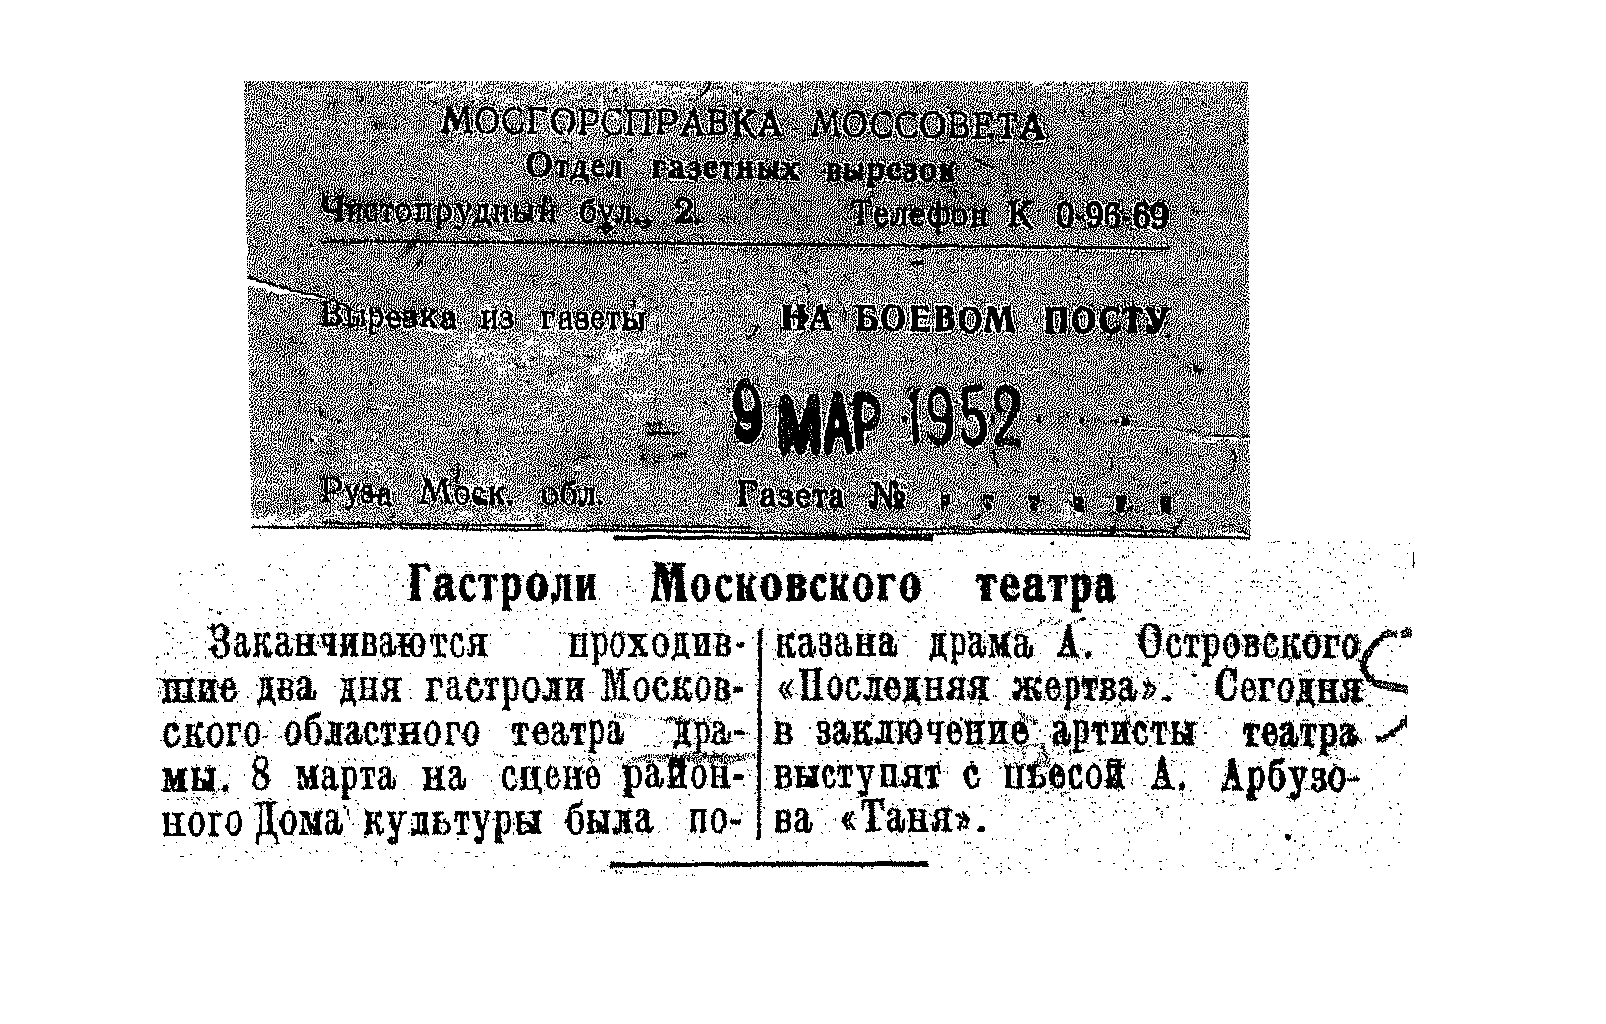 МОСГОРСПРАВКА МОССОВЕТА
Отдел газетных вырезок
Чистопрудный бул., 2. Телефон К 0-96-69
Вырезка из газеты НА БОЕВОМ ПОСТУ
9 МАР 1952
Руза Моск. обл. Газета № . . . . . .
Гастроли Московского театра
Заканчиваются проходив-
шие два дня гастроли Москов-
ского областного театра дра-
мы. 8 марта на сцене район-
ного Дома культуры была по-
казана драма А. Островского
«Последняя жертва». Сегодня
в заключение артисты театра
выступят с пьесой А. Арбузо-
ва «Таня».